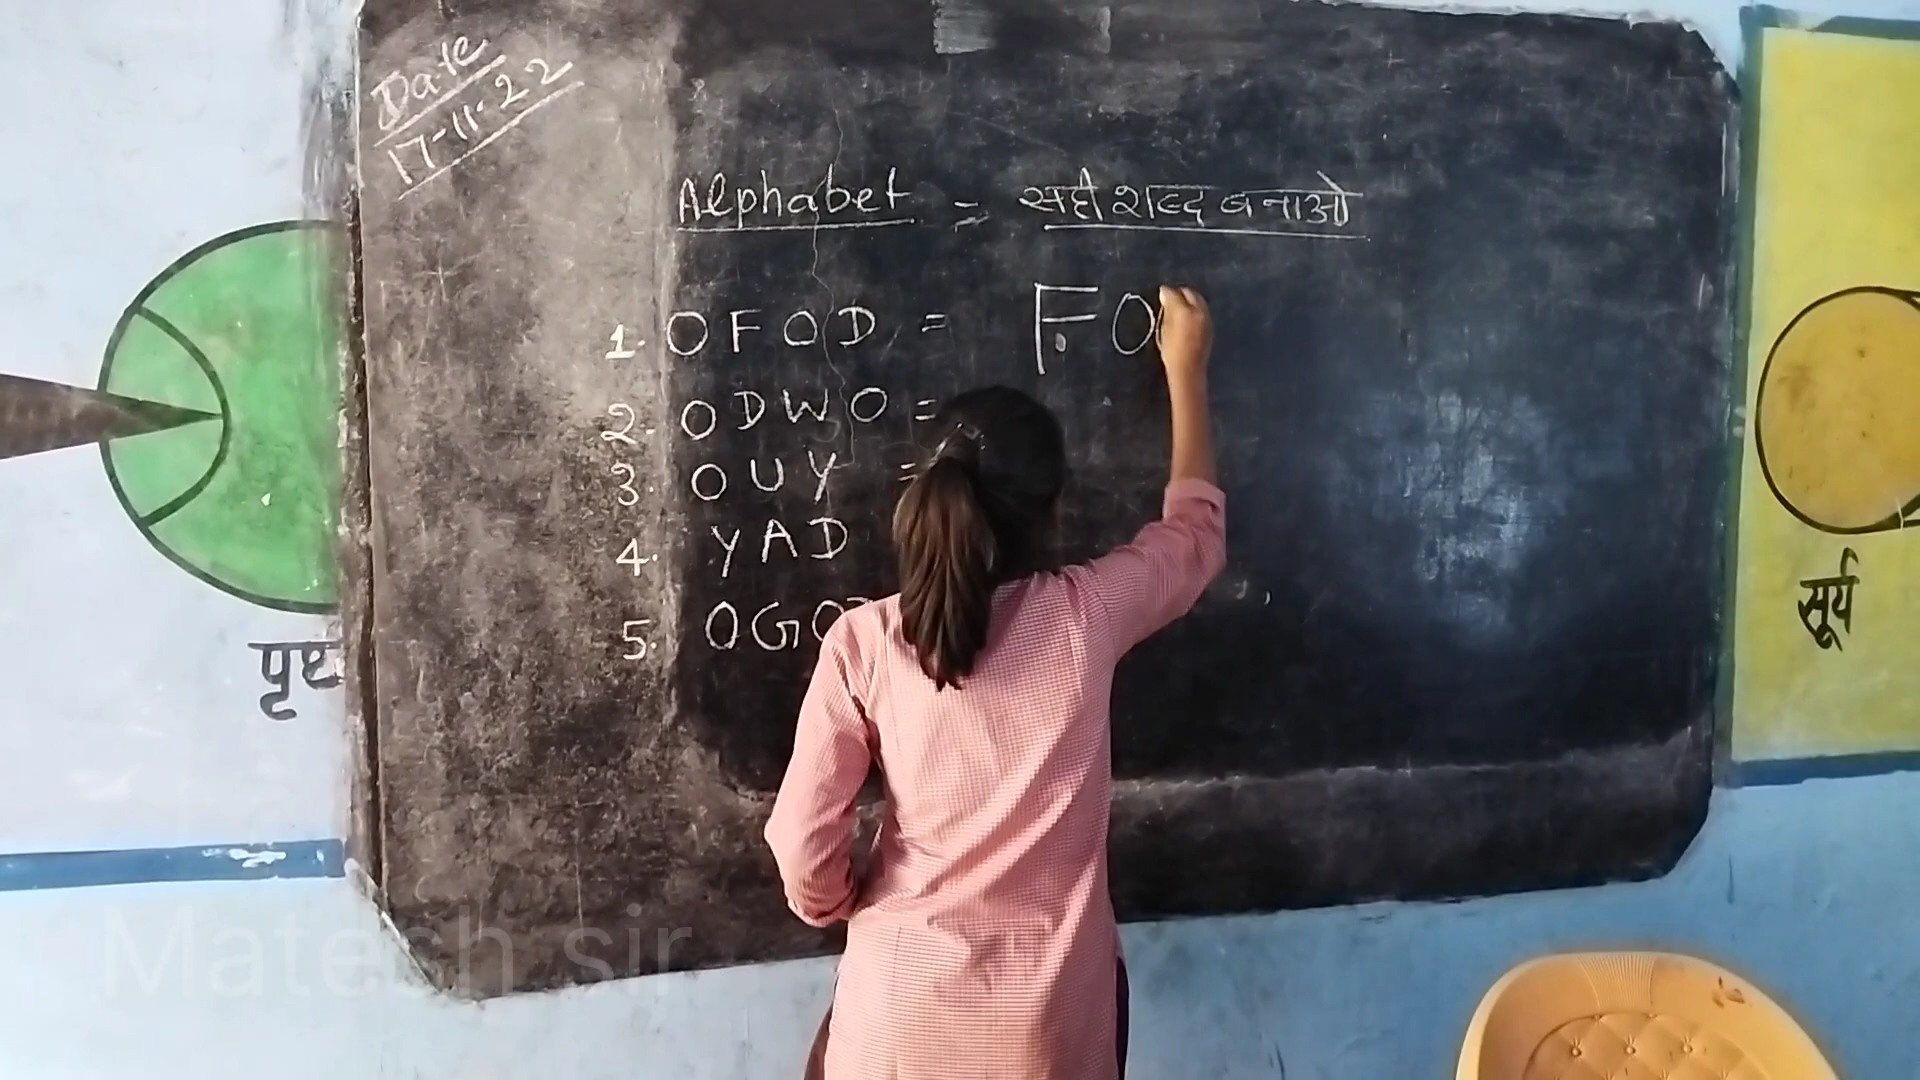 Date
17-11-22
Alphabet = सही शब्द बनाओ
1. OFOD = FO
2. ODWO =
3. OUY =
4. YAD
5. OGO
सूर्य
Matesh sir